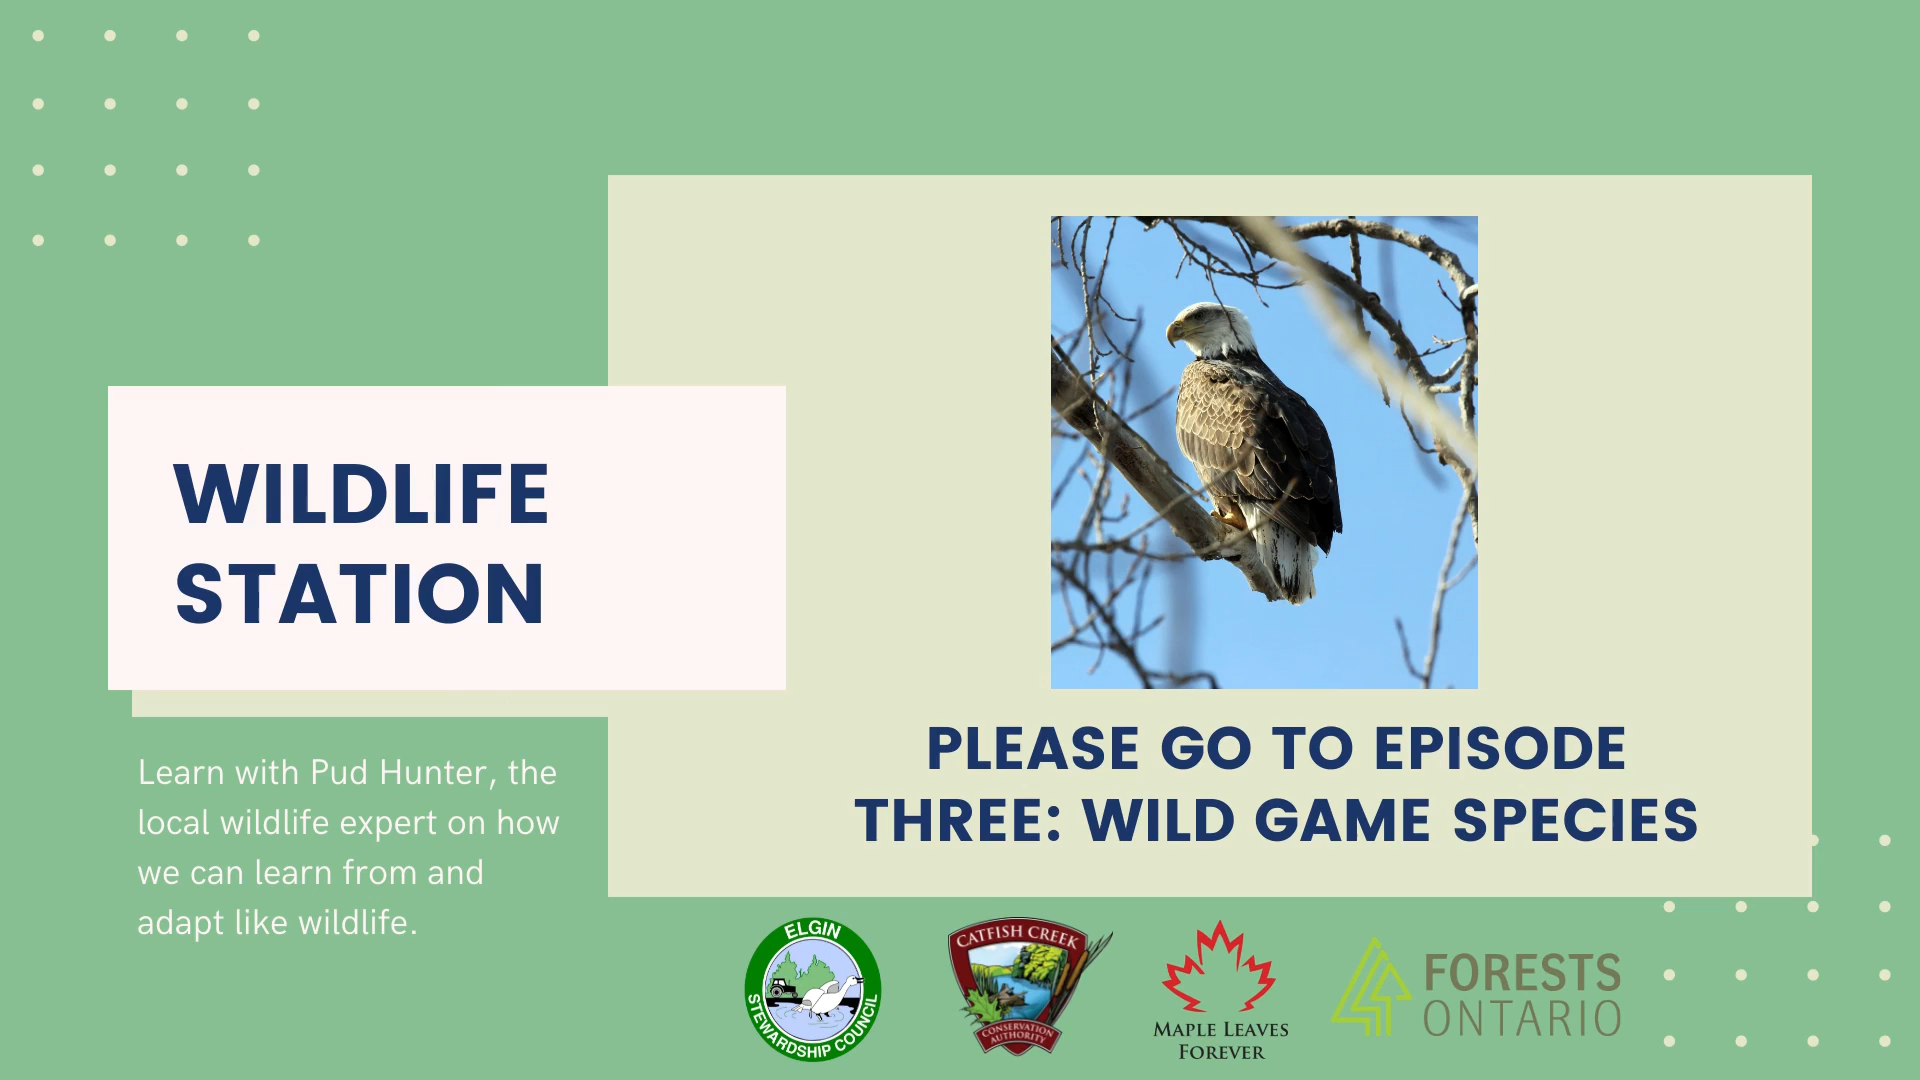 WILDLIFE
STATION
Learn with Pud Hunter, the
local wildlife expert on how
we can learn from and
adapt like wildlife.
PLEASE GO TO EPISODE
THREE: WILD GAME SPECIES
ELGIN
STEWARDSHIP COUNCIL
CATFISH CREEK
CONSERVATION
AUTHORITY
MAPLE LEAVES
FOREVER
FORESTS
ONTARIO